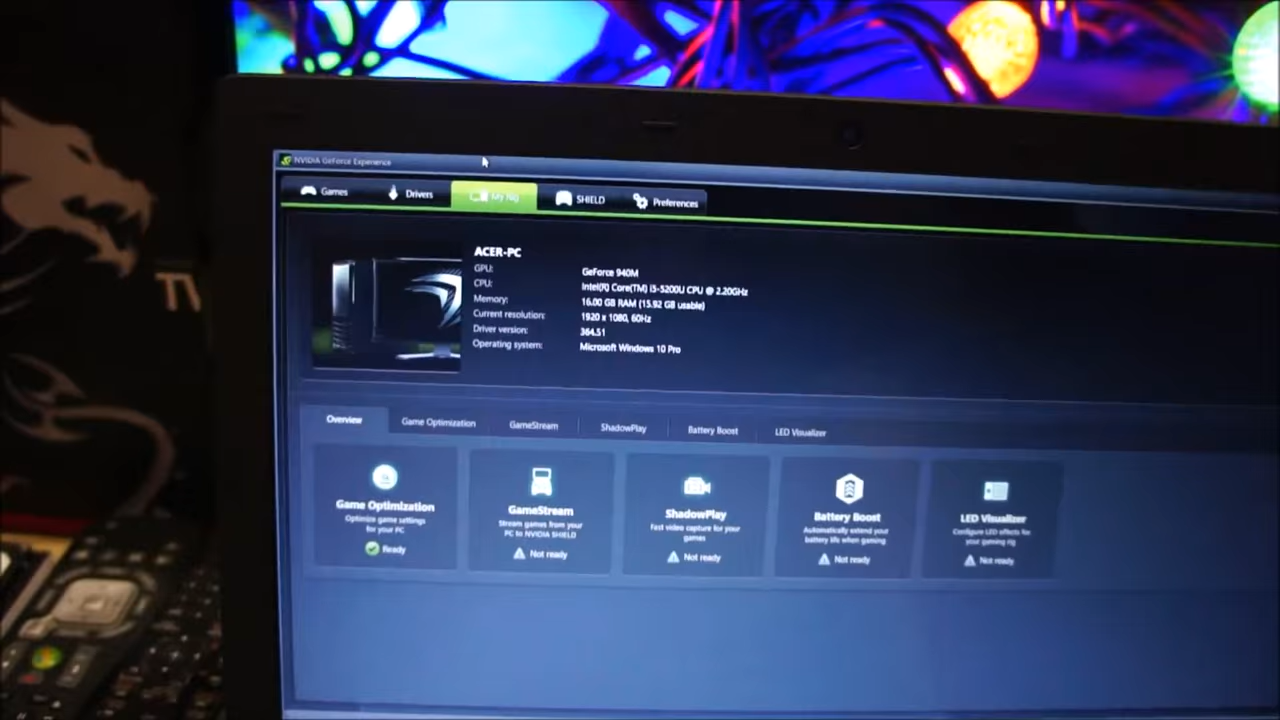 NVIDIA GeForce Experience
Games
Drivers
My Rig
SHIELD
Preferences
ACER-PC
GPU: GeForce 940M
CPU: Intel(R) Core(TM) i5-5200U CPU @ 2.20GHz
Memory: 16.00 GB RAM (15.92 GB usable)
Current resolution: 1920 x 1080, 60Hz
Driver version: 364.51
Operating system: Microsoft Windows 10 Pro
Overview
Game Optimization
GameStream
ShadowPlay
Battery Boost
LED Visualizer
Game Optimization
Optimize game settings
for your PC
Ready
GameStream
Stream games from your
PC to NVIDIA SHIELD
Not ready
ShadowPlay
Fast video capture for your
games
Not ready
Battery Boost
Automatically extend your
battery life when gaming
Not ready
LED Visualizer
Configure LED effects for
your gaming rig
Not ready